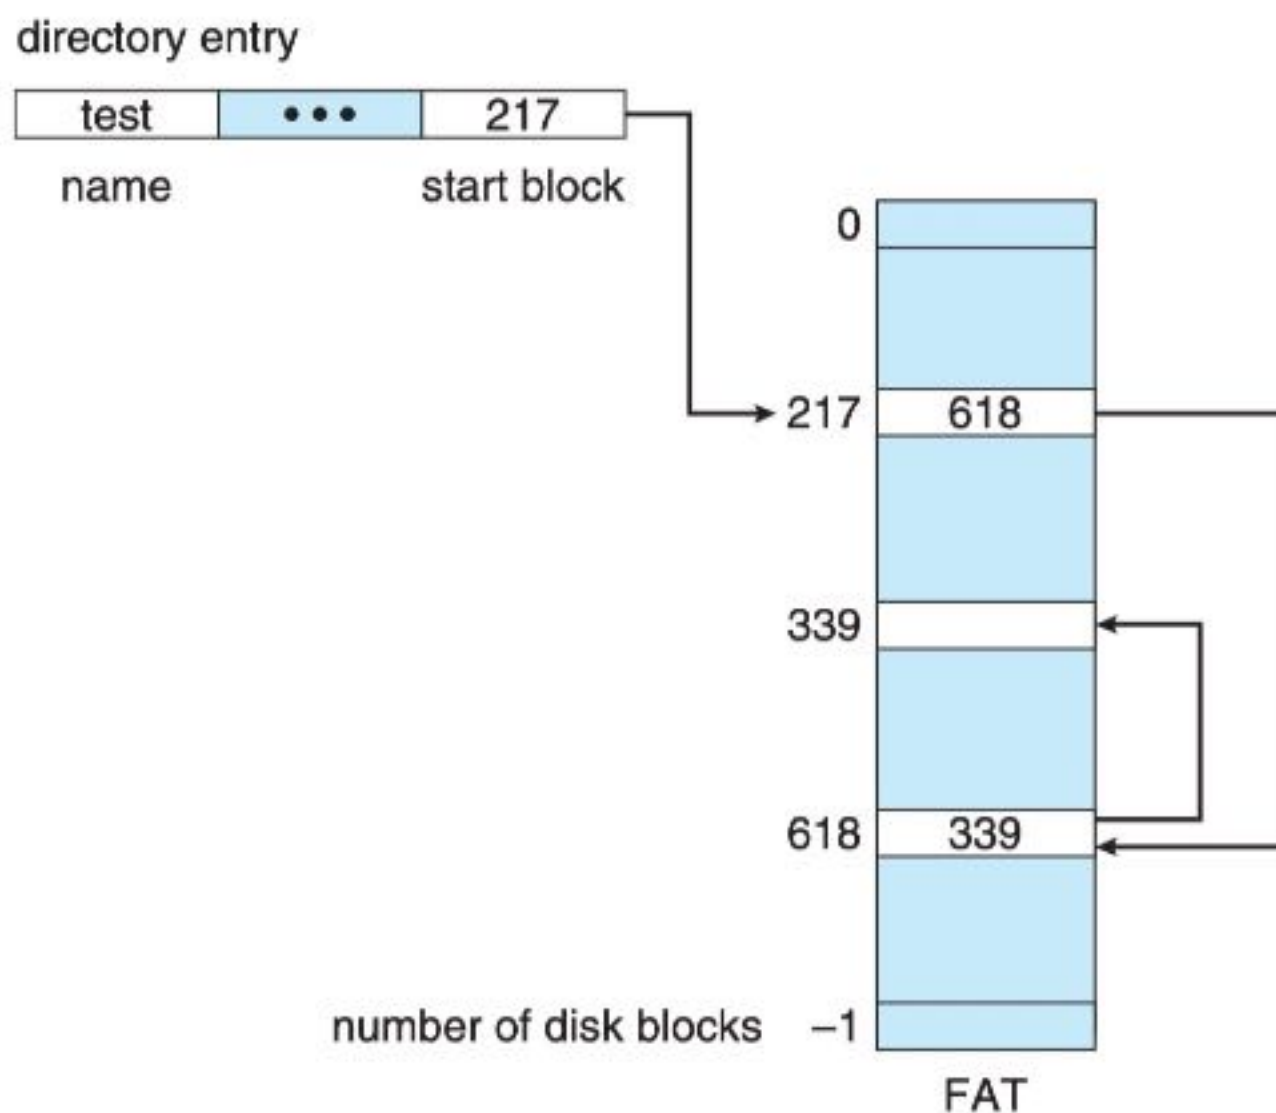 directory entry
test ••• 217
name start block
0
217 618
339
618 339
number of disk blocks –1
FAT